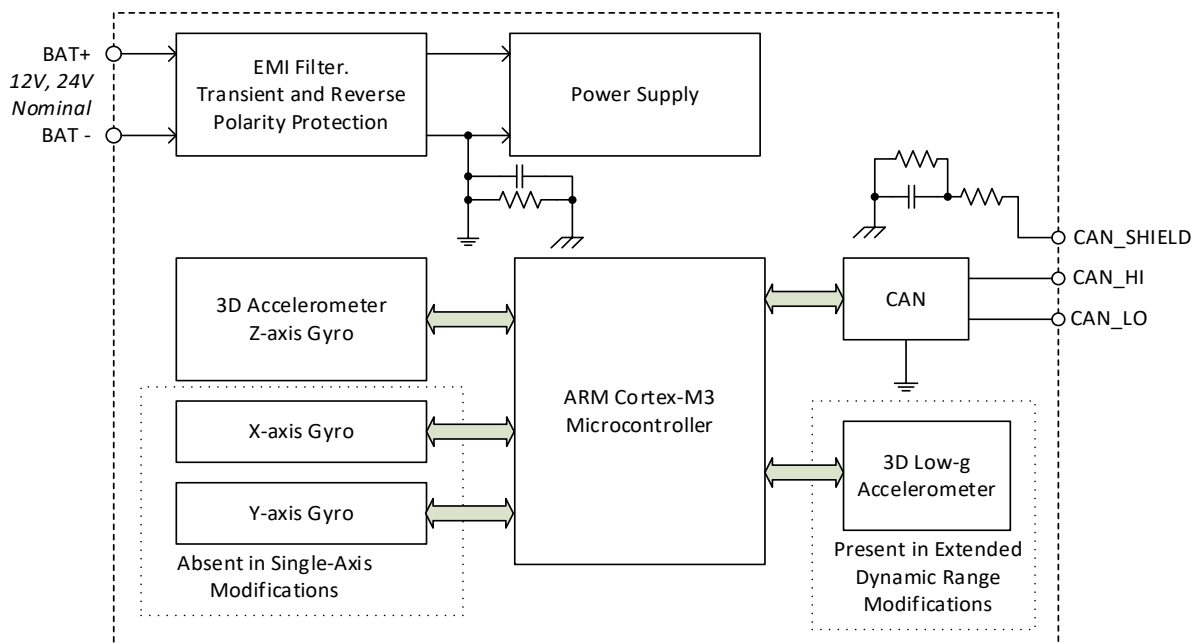 BAT+
12V, 24V
Nominal
BAT -
EMI Filter.
Transient and Reverse
Polarity Protection
Power Supply
CAN_SHIELD
CAN_HI
CAN_LO
CAN
3D Accelerometer
Z-axis Gyro
X-axis Gyro
Y-axis Gyro
Absent in Single-Axis
Modifications
ARM Cortex-M3
Microcontroller
3D Low-g
Accelerometer
Present in Extended
Dynamic Range
Modifications